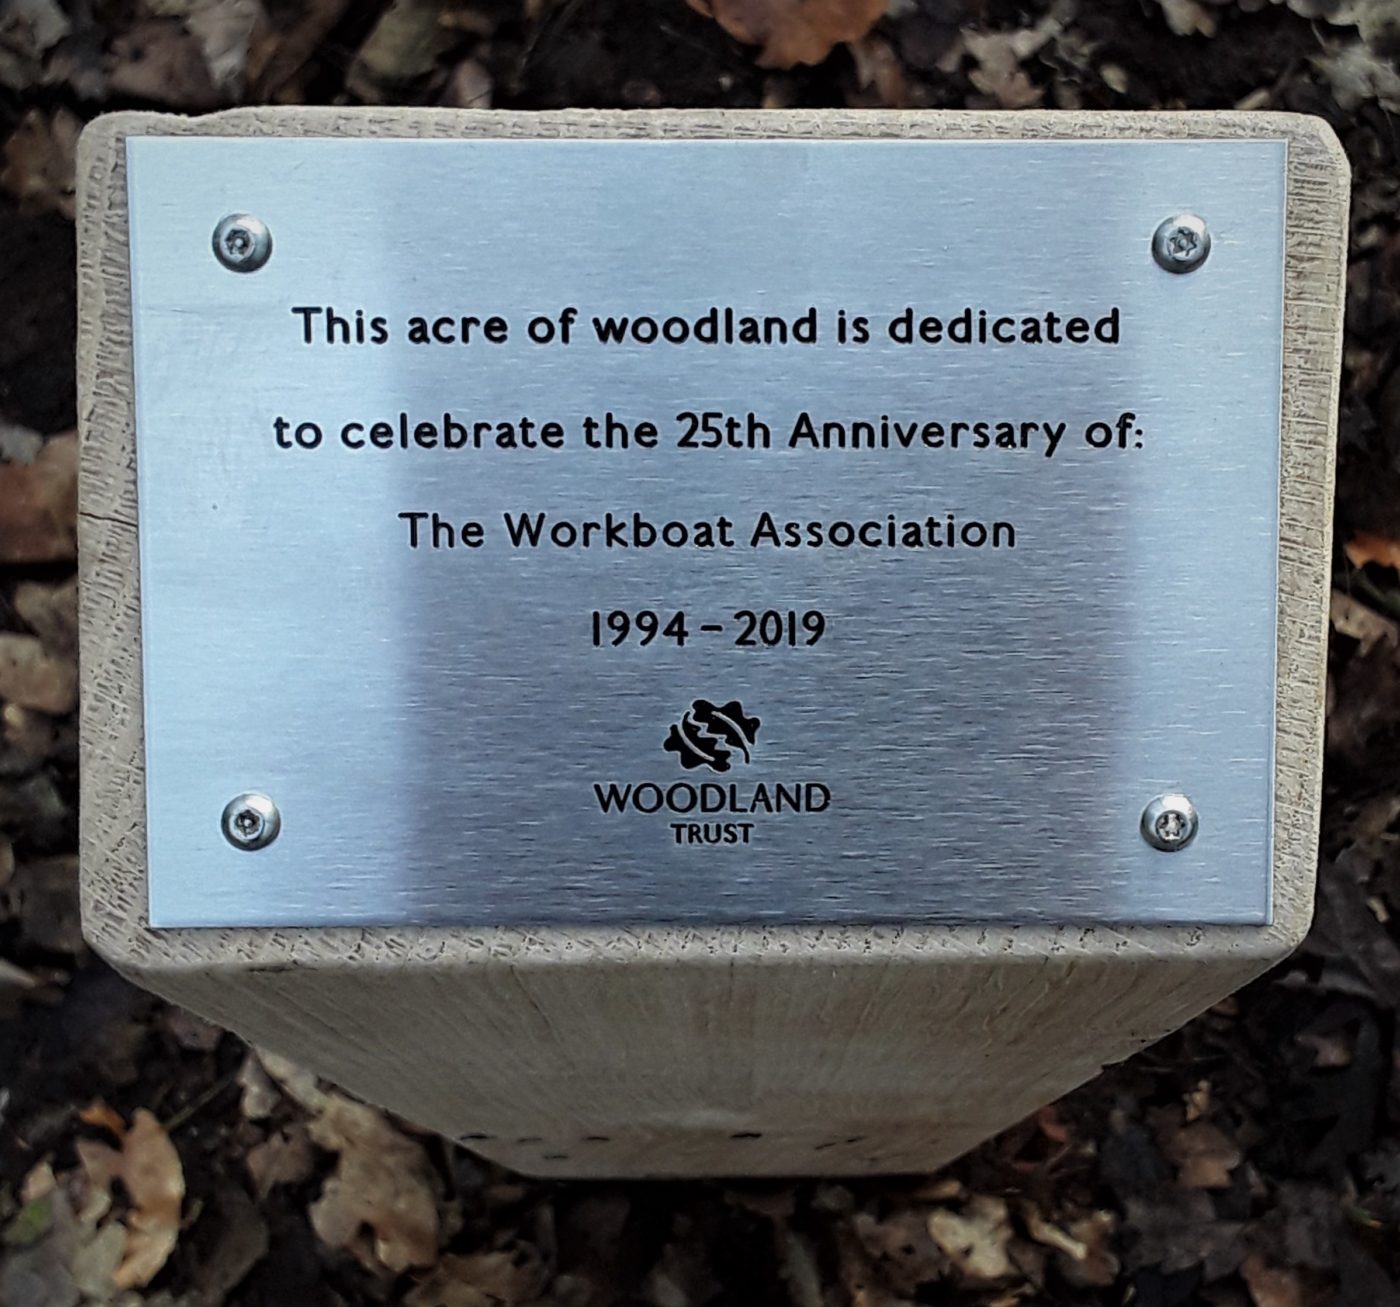 This acre of woodland is dedicated
to celebrate the 25th Anniversary of:
The Workboat Association
1994 – 2019
WOODLAND
TRUST